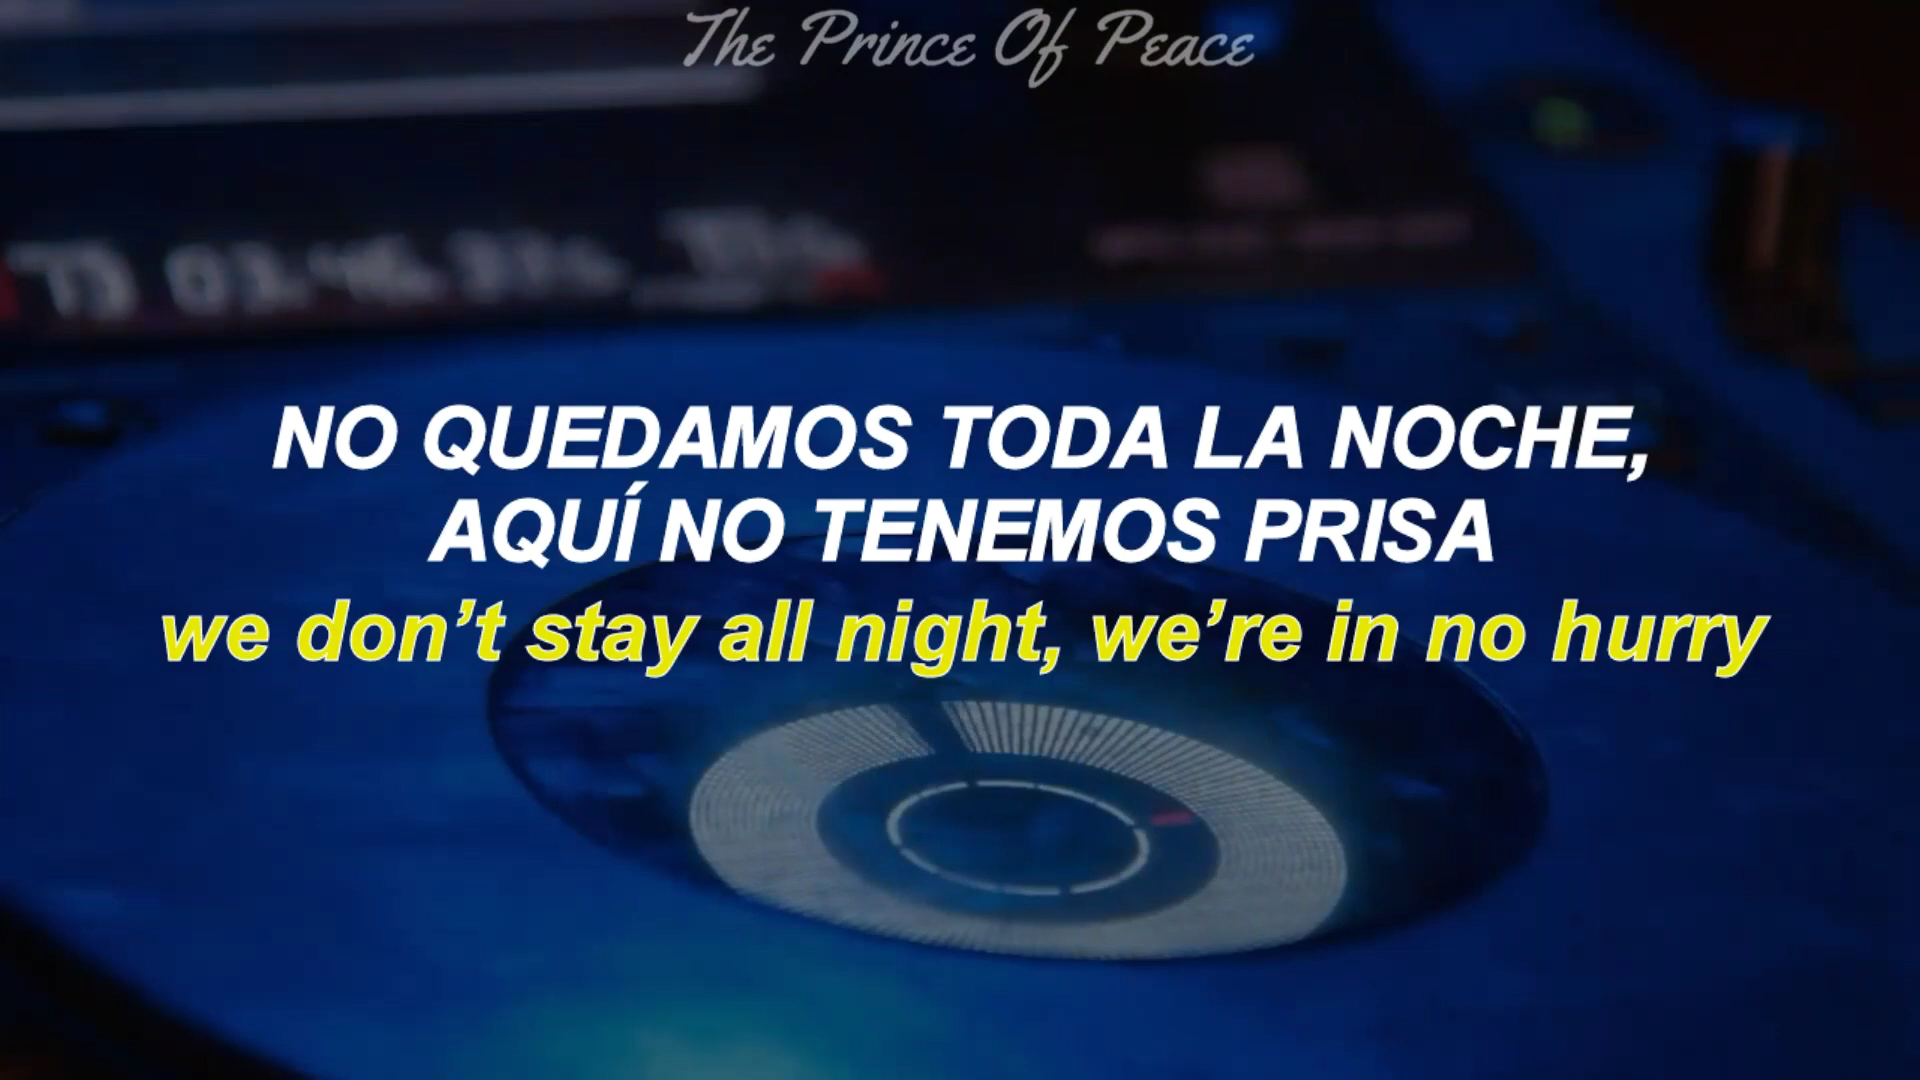 The Prince Of Peace
NO QUEDAMOS TODA LA NOCHE,
AQUÍ NO TENEMOS PRISA
we don’t stay all night, we’re in no hurry